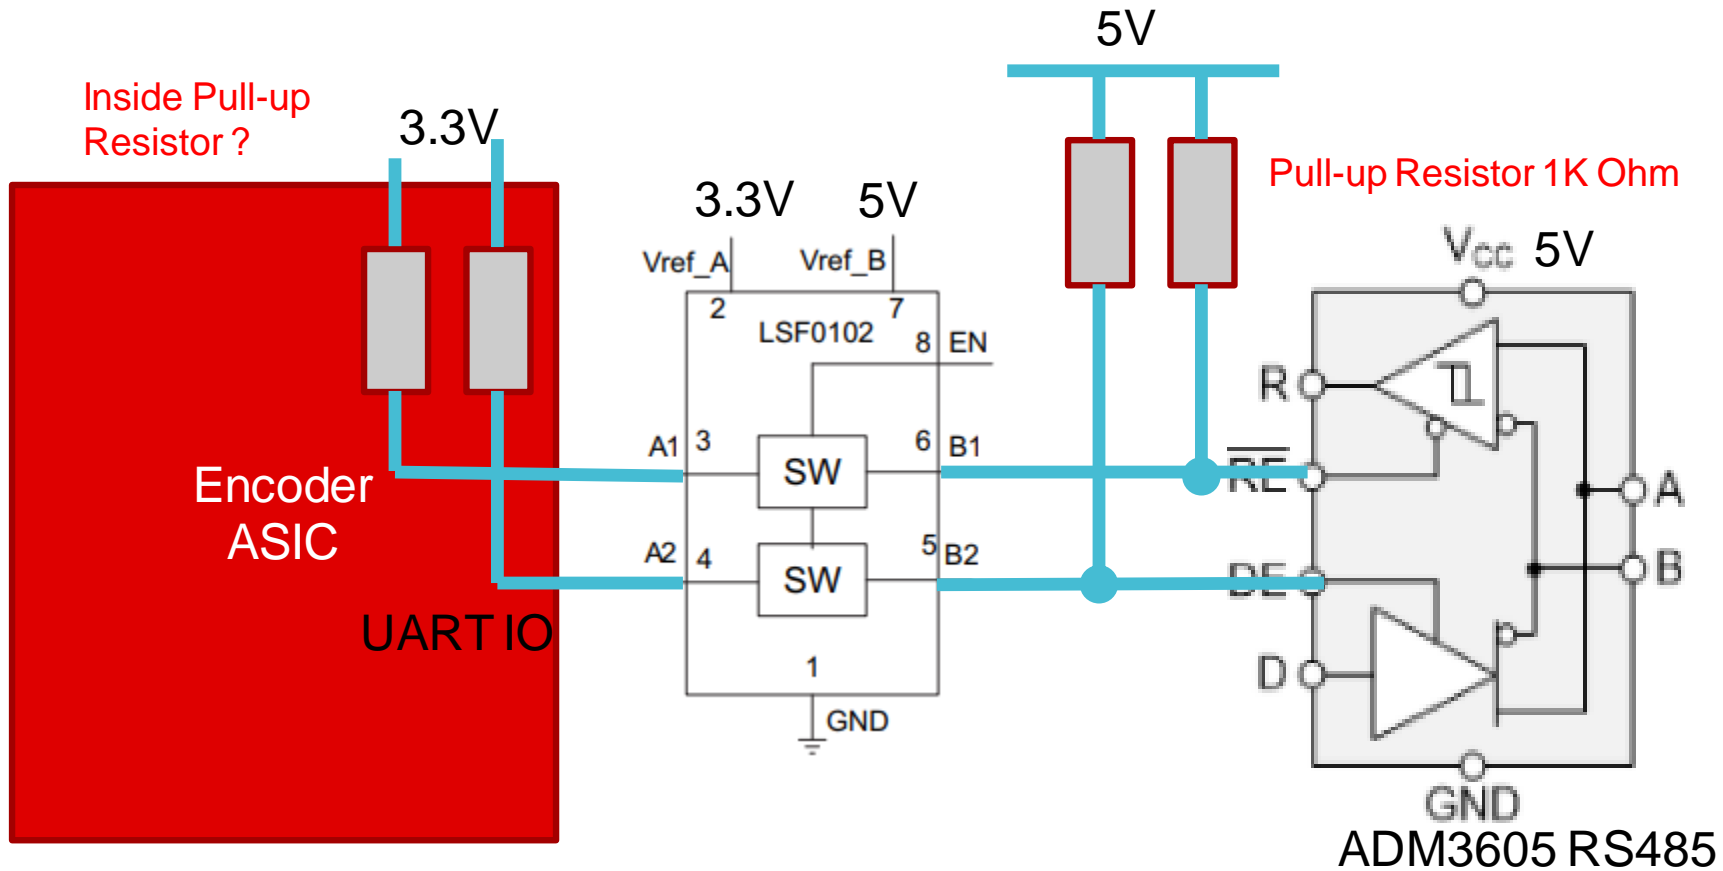 5V
Inside Pull-up
Resistor ?
3.3V
Pull-up Resistor 1K Ohm
3.3V
5V
Vref_A
Vref_B
VCC 5V
2
7
LSF0102
8
EN
R
A1
3
SW
6
B1
RE
Encoder
ASIC
A
A2
4
SW
5
B2
DE
B
UART IO
1
D
GND
GND
ADM3605 RS485